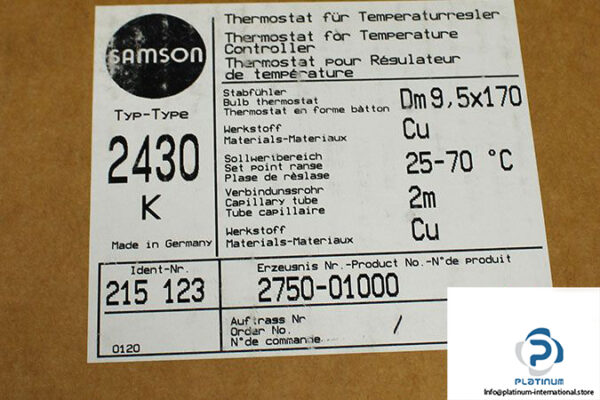 SAMSON
Typ-Type
2430
K
Made in Germany
Thermostat für Temperaturregler
Thermostat for Temperature
Controller
Thermostat pour Régulateur
de température
Stabfühler
Bulb thermostat
Thermostat en forme bâtton
Dm 9,5x170
Werkstoff
Materials-Materiaux
Cu
Sollwertbereich
Set point range
Plage de réglage
25-70 °C
Verbindungsrohr
Capillary tube
Tube capillaire
2m
Werkstoff
Materials-Materiaux
Cu
Ident-Nr.
215 123
0120
Erzeugnis Nr.-Product No.-N°de produit
2750-01000
Auftrags Nr
Order No.
N°de commande
/
PLATINUM
info@platinum-international.store